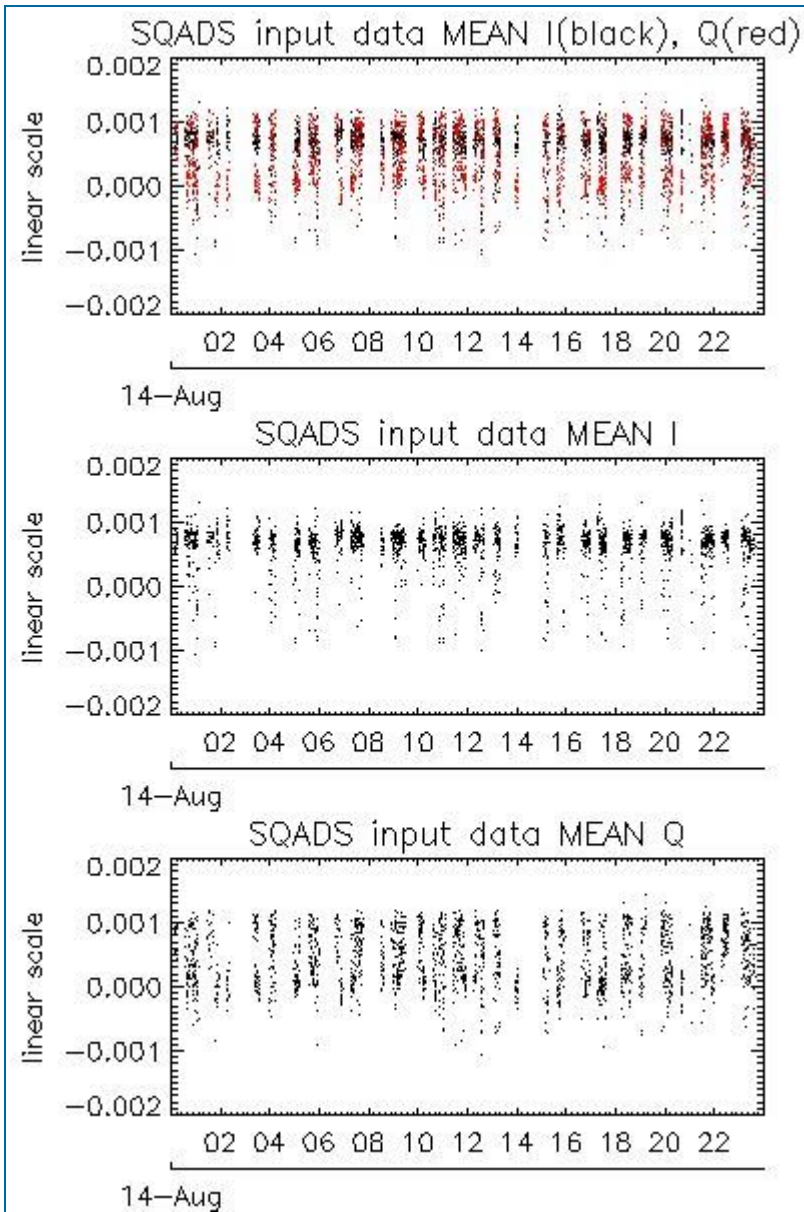 SQADS input data MEAN I(black), Q(red)
0.002
0.001
0.000
−0.001
−0.002
linear scale
02 04 06 08 10 12 14 16 18 20 22
14−Aug
SQADS input data MEAN I
0.002
0.001
0.000
−0.001
−0.002
linear scale
02 04 06 08 10 12 14 16 18 20 22
14−Aug
SQADS input data MEAN Q
0.002
0.001
0.000
−0.001
−0.002
linear scale
02 04 06 08 10 12 14 16 18 20 22
14−Aug